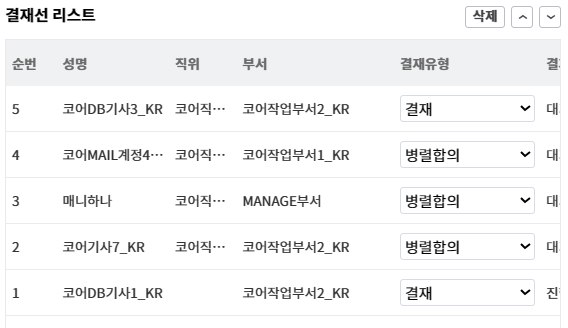 결재선 리스트 삭제
순번 성명 직위 부서 결재유형 결
5 코어DB기사3_KR 코어직… 코어작업부서2_KR 결재 대
4 코어MAIL계정4… 코어직… 코어작업부서1_KR 병렬합의 대
3 매니하나 코어직… MANAGE부서 병렬합의 대
2 코어기사7_KR 코어직… 코어작업부서2_KR 병렬합의 대
1 코어DB기사1_KR 코어작업부서2_KR 결재 진